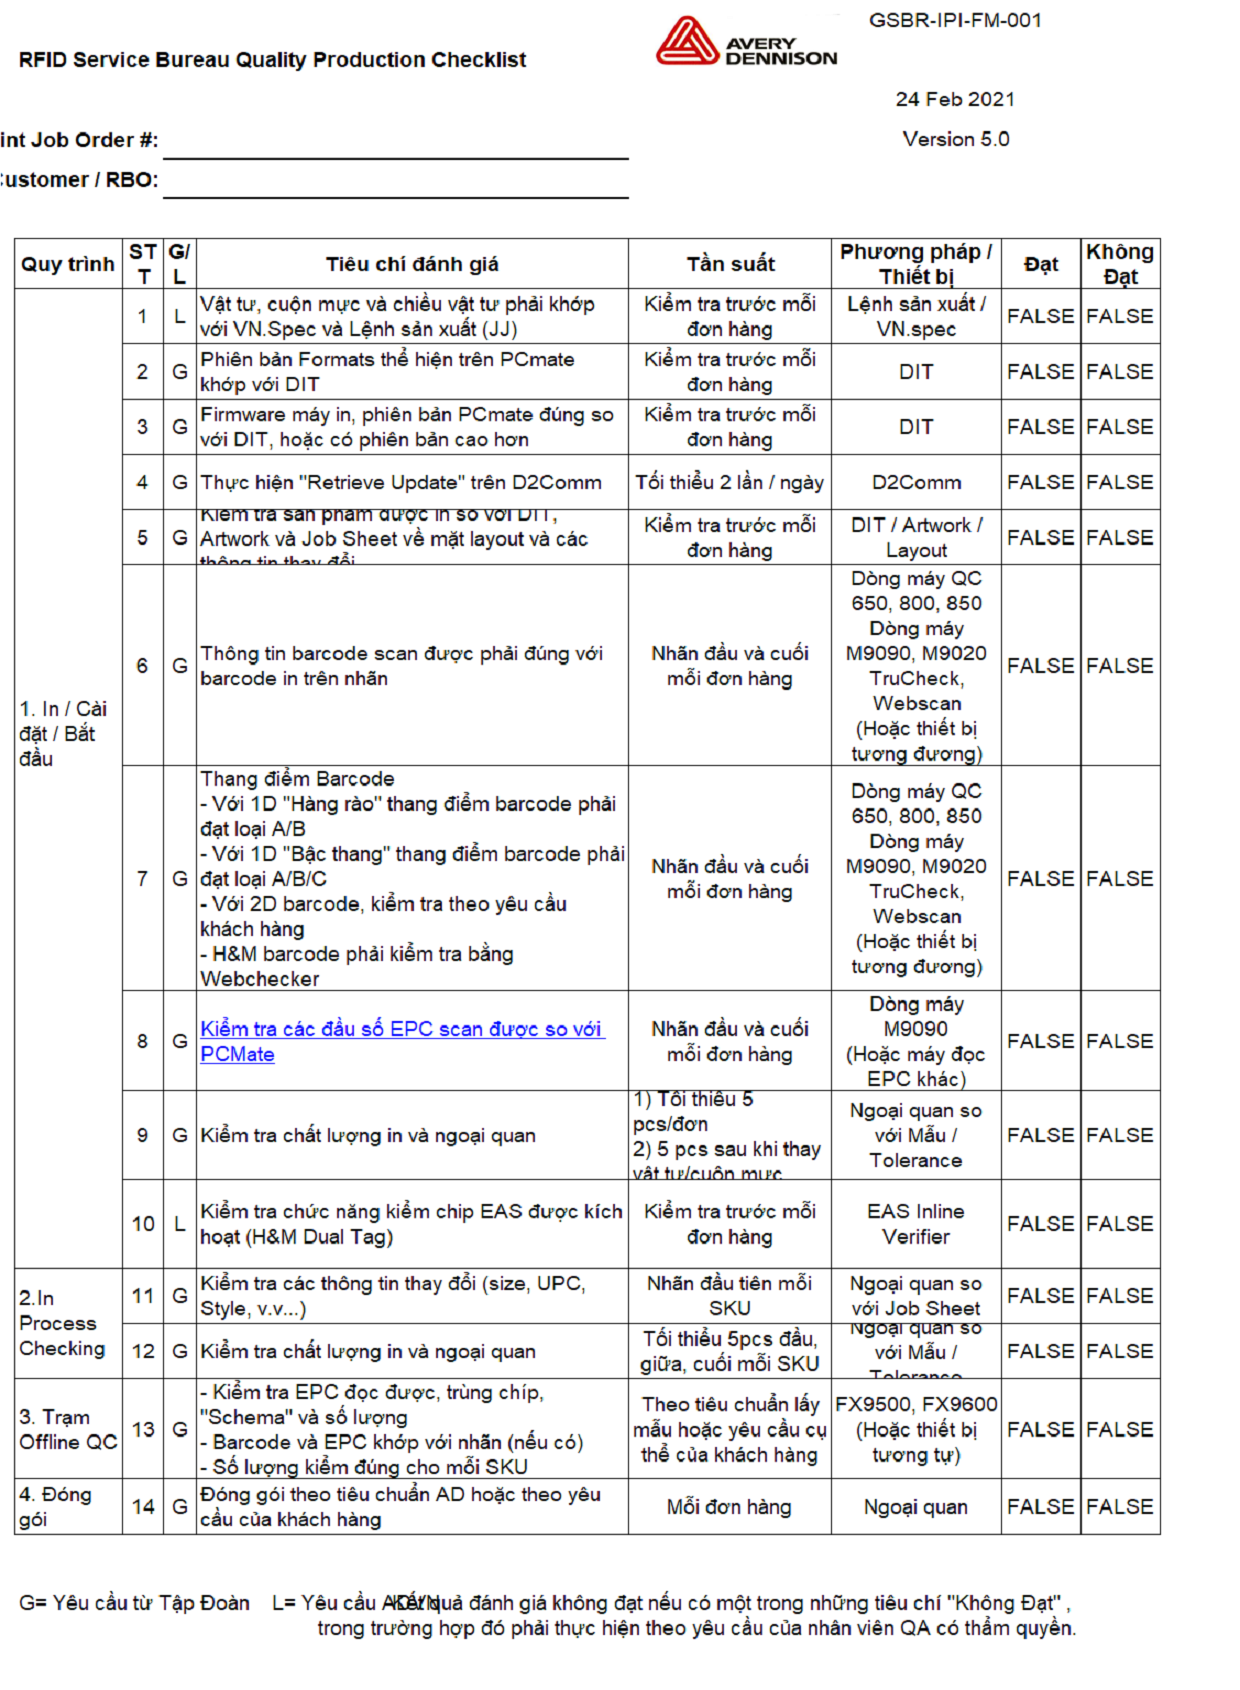 GSBR-IPI-FM-001
AVERY
DENNISON
RFID Service Bureau Quality Production Checklist
24 Feb 2021
int Job Order #:
Version 5.0
ustomer / RBO:
Quy trình
ST
T
G/
L
Tiêu chí đánh giá
Tần suất
Phương pháp /
Thiết bị
Đạt
Không
Đạt
1. In / Cài
đặt / Bắt
đầu
1
L
Vật tư, cuộn mực và chiều vật tư phải khớp
với VN.Spec và Lệnh sản xuất (JJ)
Kiểm tra trước mỗi
đơn hàng
Lệnh sản xuất /
VN.spec
FALSE
FALSE
2
G
Phiên bản Formats thể hiện trên PCmate
khớp với DIT
Kiểm tra trước mỗi
đơn hàng
DIT
FALSE
FALSE
3
G
Firmware máy in, phiên bản PCmate đúng so
với DIT, hoặc có phiên bản cao hơn
Kiểm tra trước mỗi
đơn hàng
DIT
FALSE
FALSE
4
G
Thực hiện "Retrieve Update" trên D2Comm
Tối thiểu 2 lần / ngày
D2Comm
FALSE
FALSE
5
G
Kiểm tra sản phẩm được in so với DIT,
Artwork và Job Sheet về mặt layout và các
thông tin thay đổi
Kiểm tra trước mỗi
đơn hàng
DIT / Artwork /
Layout
FALSE
FALSE
6
G
Thông tin barcode scan được phải đúng với
barcode in trên nhãn
Nhãn đầu và cuối
mỗi đơn hàng
Dòng máy QC
650, 800, 850
Dòng máy
M9090, M9020
TruCheck,
Webscan
(Hoặc thiết bị
tương đương)
FALSE
FALSE
7
G
Thang điểm Barcode
- Với 1D "Hàng rào" thang điểm barcode phải
đạt loại A/B
- Với 1D "Bậc thang" thang điểm barcode phải
đạt loại A/B/C
- Với 2D barcode, kiểm tra theo yêu cầu
khách hàng
- H&M barcode phải kiểm tra bằng
Webchecker
Nhãn đầu và cuối
mỗi đơn hàng
Dòng máy QC
650, 800, 850
Dòng máy
M9090, M9020
TruCheck,
Webscan
(Hoặc thiết bị
tương đương)
FALSE
FALSE
8
G
Kiểm tra các đầu số EPC scan được so với
PCMate
Nhãn đầu và cuối
mỗi đơn hàng
Dòng máy
M9090
(Hoặc máy đọc
EPC khác)
FALSE
FALSE
9
G
Kiểm tra chất lượng in và ngoại quan
1) Tối thiểu 5
pcs/đơn
2) 5 pcs sau khi thay
vật tư/cuộn mực
Ngoại quan so
với Mẫu /
Tolerance
FALSE
FALSE
10
L
Kiểm tra chức năng kiểm chip EAS được kích
hoạt (H&M Dual Tag)
Kiểm tra trước mỗi
đơn hàng
EAS Inline
Verifier
FALSE
FALSE
2.In
Process
Checking
11
G
Kiểm tra các thông tin thay đổi (size, UPC,
Style, v.v...)
Nhãn đầu tiên mỗi
SKU
Ngoại quan so
với Job Sheet
FALSE
FALSE
12
G
Kiểm tra chất lượng in và ngoại quan
Tối thiểu 5pcs đầu,
giữa, cuối mỗi SKU
Ngoại quan so
với Mẫu /
Tolerance
FALSE
FALSE
3. Trạm
Offline QC
13
G
- Kiểm tra EPC đọc được, trùng chíp,
"Schema" và số lượng
- Barcode và EPC khớp với nhãn (nếu có)
- Số lượng kiểm đúng cho mỗi SKU
Theo tiêu chuẩn lấy
mẫu hoặc yêu cầu cụ
thể của khách hàng
FX9500, FX9600
(Hoặc thiết bị
tương tự)
FALSE
FALSE
4. Đóng
gói
14
G
Đóng gói theo tiêu chuẩn AD hoặc theo yêu
cầu của khách hàng
Mỗi đơn hàng
Ngoại quan
FALSE
FALSE
G= Yêu cầu từ Tập Đoàn
L= Yêu cầu ADVN
Kết quả đánh giá không đạt nếu có một trong những tiêu chí "Không Đạt" ,
trong trường hợp đó phải thực hiện theo yêu cầu của nhân viên QA có thẩm quyền.